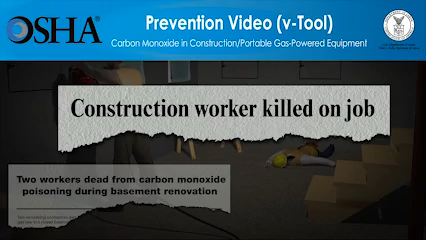 OSHA®
Prevention Video (v-Tool)
Carbon Monoxide in Construction/Portable Gas-Powered Equipment
Construction worker killed on job
Two workers dead from carbon monoxide
poisoning during basement renovation